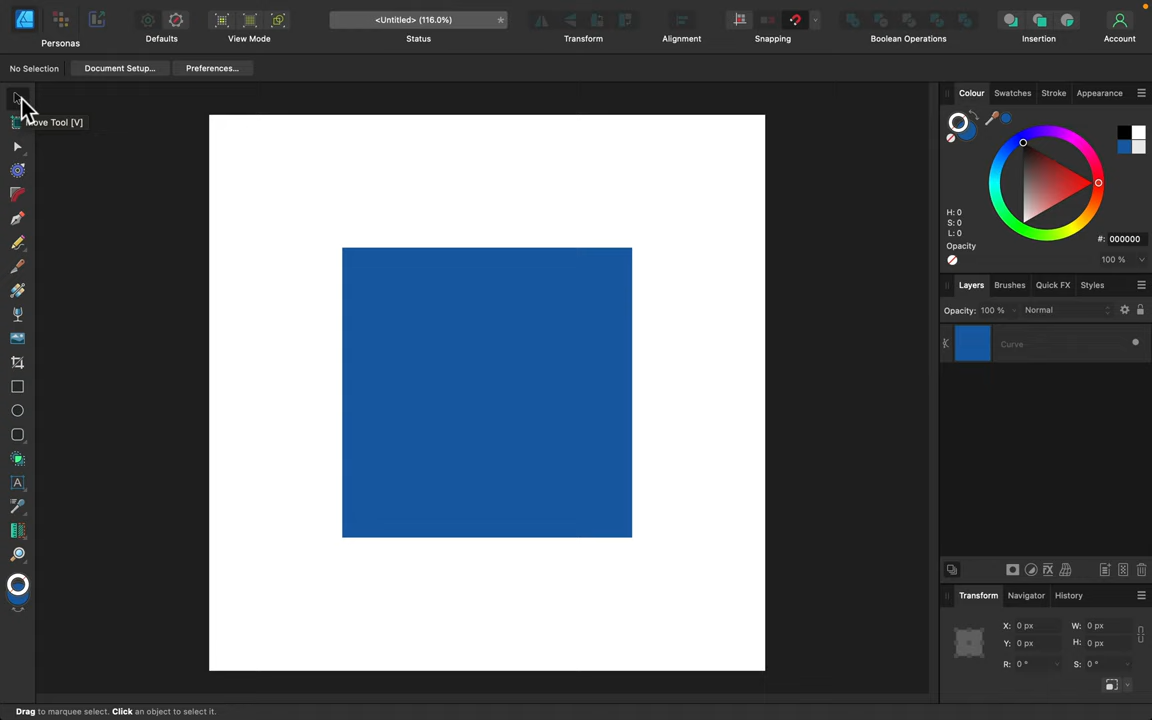 <Untitled> (116.0%)
Personas
Defaults
View Mode
Status
Transform
Alignment
Snapping
Boolean Operations
Insertion
Account
No Selection
Document Setup...
Preferences...
ove Tool [V]
Colour
Swatches
Stroke
Appearance
H: 0
S: 0
L: 0
#: 000000
Opacity
100 %
Layers
Brushes
Quick FX
Styles
Opacity: 100 %
Normal
Curve
Transform
Navigator
History
X: 0 px
W: 0 px
Y: 0 px
H: 0 px
R: 0 °
S: 0 °
Drag to marquee select. Click an object to select it.